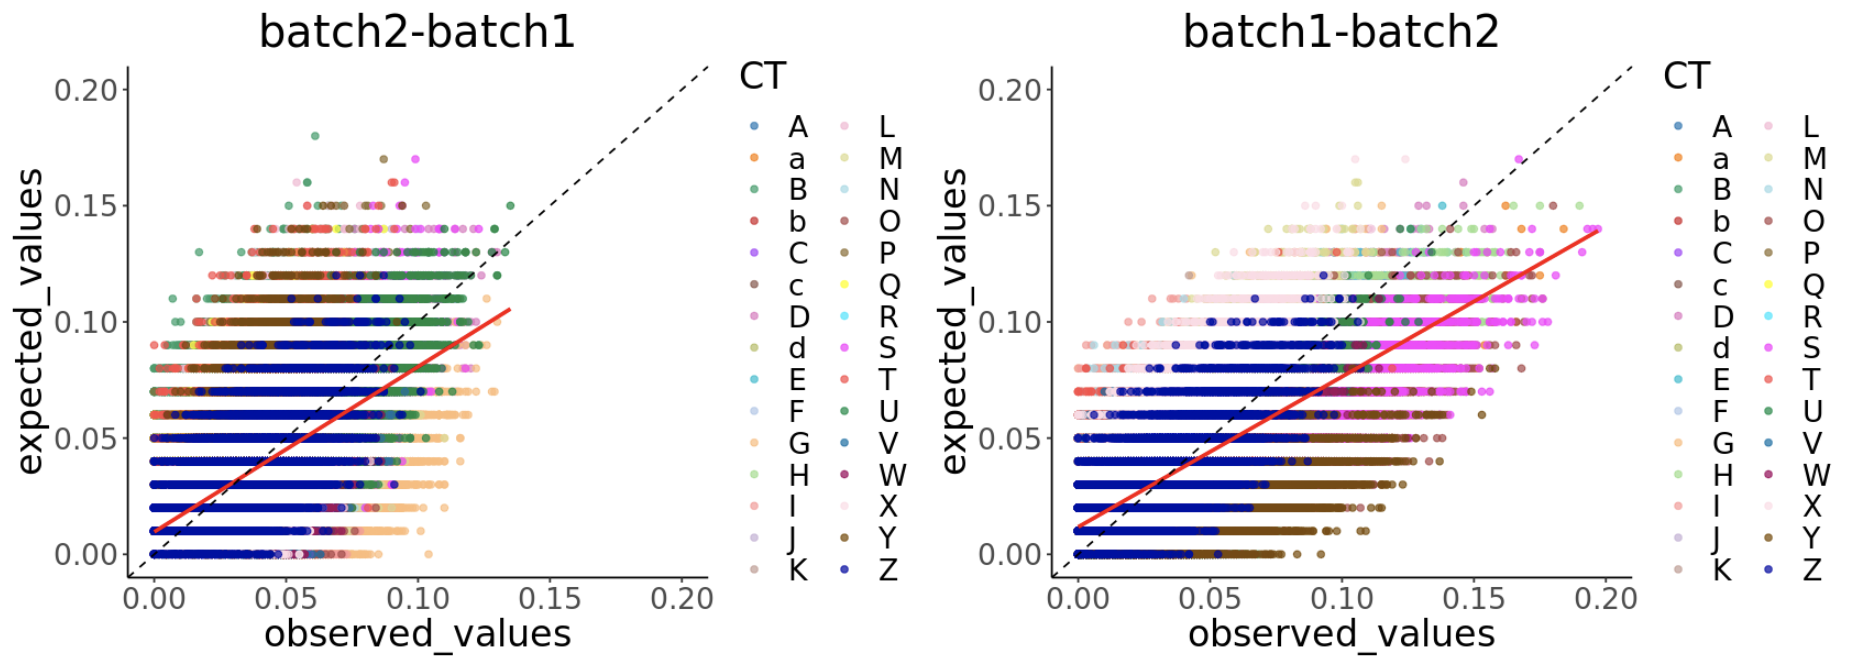 batch2-batch1
expected_values
0.20
0.15
0.10
0.05
0.00
0.00 0.05 0.10 0.15 0.20
observed_values
CT
A L
a M
B N
b O
C P
c Q
D R
d S
E T
F U
G V
H W
I X
J Y
K Z
batch1-batch2
expected_values
0.20
0.15
0.10
0.05
0.00
0.00 0.05 0.10 0.15 0.20
observed_values
CT
A L
a M
B N
b O
C P
c Q
D R
d S
E T
F U
G V
H W
I X
J Y
K Z